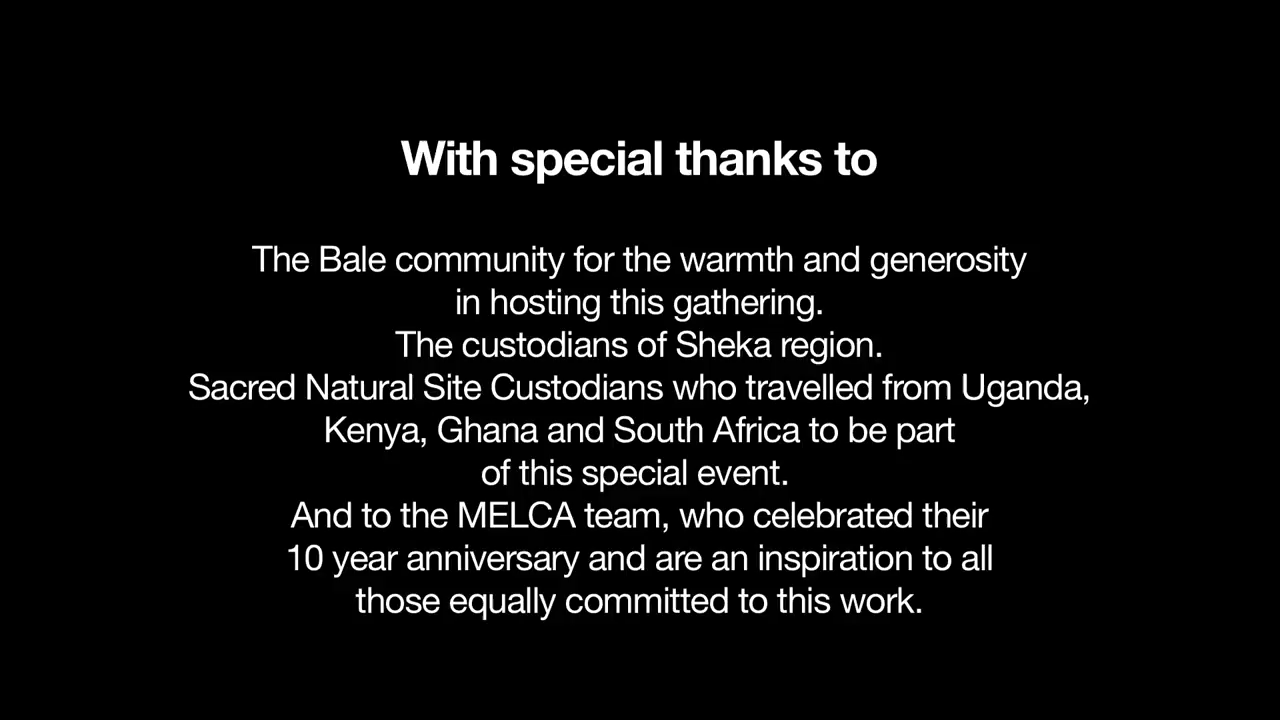 With special thanks to
The Bale community for the warmth and generosity
in hosting this gathering.
The custodians of Sheka region.
Sacred Natural Site Custodians who travelled from Uganda,
Kenya, Ghana and South Africa to be part
of this special event.
And to the MELCA team, who celebrated their
10 year anniversary and are an inspiration to all
those equally committed to this work.